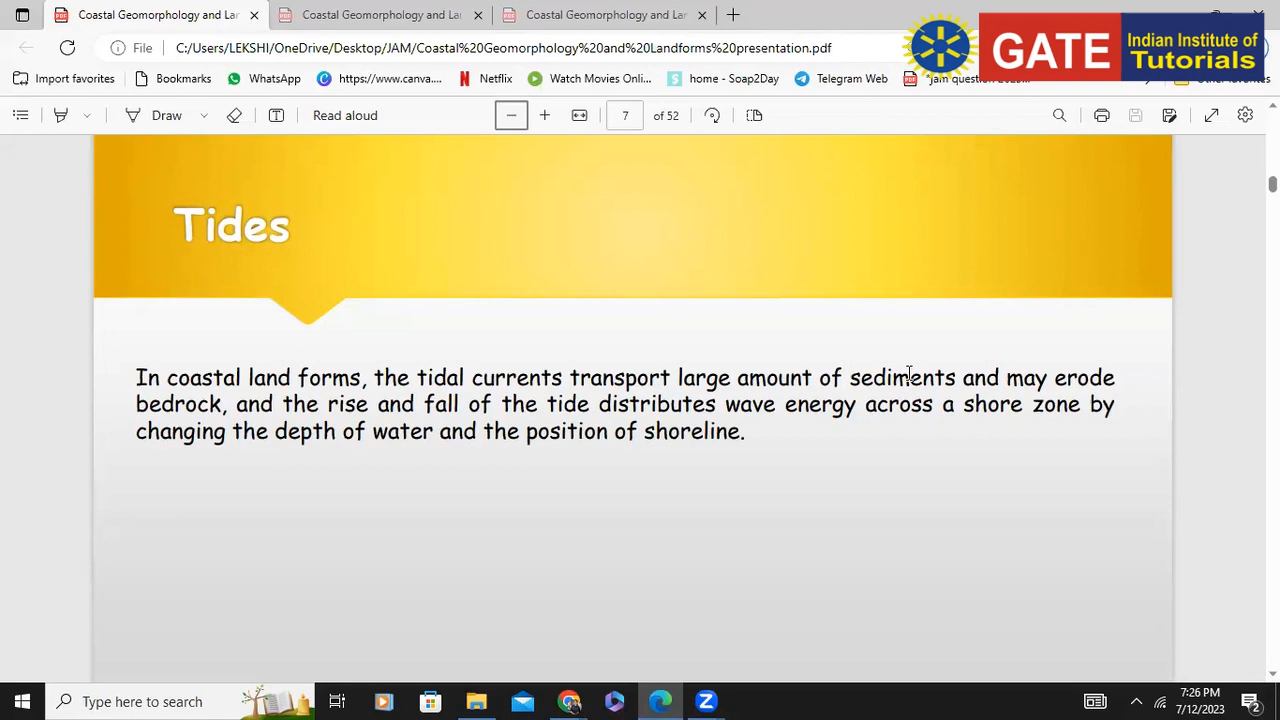 Coastal Geomorphology and Lar
Coastal Geomorphology and Lar
Coastal Geomorphology and Lar
File
C:/Users/LEKSHI/OneDrive/Desktop/JAM/Coastal%20Geomorphology%20and%20Landforms%20presentation.pdf
GATE
Indian Institute of
Tutorials
Import favorites
Bookmarks
WhatsApp
https://www.canva...
Netflix
Watch Movies Onl...
home - Soap2Day
Telegram Web
Draw
Read aloud
7
of 52
Tides
In coastal land forms, the tidal currents transport large amount of sediments and may erode
bedrock, and the rise and fall of the tide distributes wave energy across a shore zone by
changing the depth of water and the position of shoreline.
Type here to search
7:26 PM
7/12/2023
2